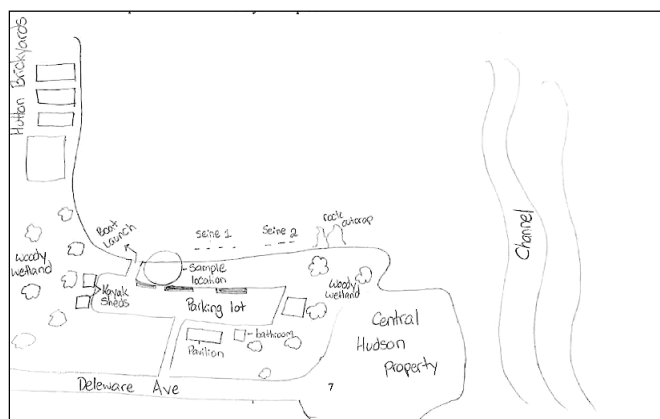 Hutton Brickyards
Boat
Launch
seine 1
seine 2
rock
outcrop
Woody
wetland
Sample
location
Kayak
Sheds
Parking lot
Woody
wetland
bathroom
Pavilion
Central
Hudson
Property
Channel
Deleware Ave
7